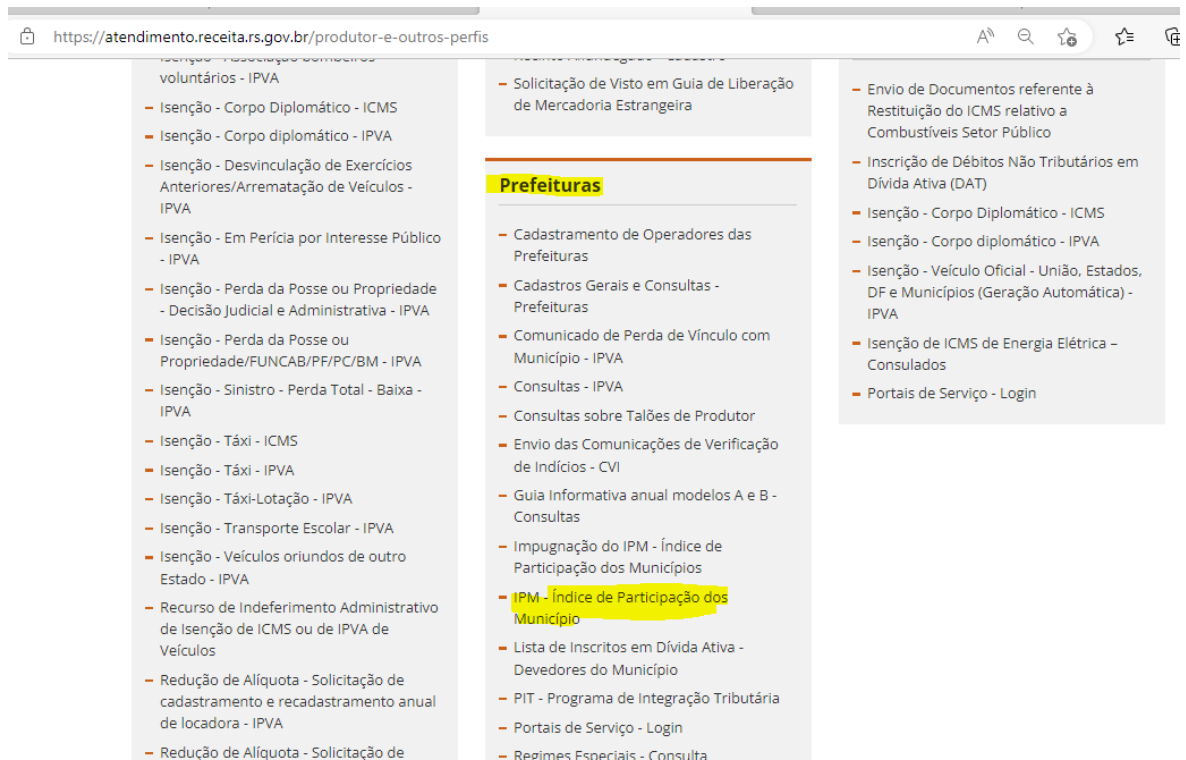 https://atendimento.receita.rs.gov.br/produtor-e-outros-perfis
voluntários - IPVA
– Isenção - Corpo Diplomático - ICMS
– Isenção - Corpo diplomático - IPVA
– Isenção - Desvinculação de Exercícios
Anteriores/Arrematação de Veículos -
IPVA
– Isenção - Em Perícia por Interesse Público
- IPVA
– Isenção - Perda da Posse ou Propriedade
- Decisão Judicial e Administrativa - IPVA
– Isenção - Perda da Posse ou
Propriedade/FUNCAB/PF/PC/BM - IPVA
– Isenção - Sinistro - Perda Total - Baixa -
IPVA
– Isenção - Táxi - ICMS
– Isenção - Táxi - IPVA
– Isenção - Táxi-Lotação - IPVA
– Isenção - Transporte Escolar - IPVA
– Isenção - Veículos oriundos de outro
Estado - IPVA
– Recurso de Indeferimento Administrativo
de Isenção de ICMS ou de IPVA de
Veículos
– Redução de Alíquota - Solicitação de
cadastramento e recadastramento anual
de locadora - IPVA
– Redução de Alíquota - Solicitação de
– Solicitação de Visto em Guia de Liberação
de Mercadoria Estrangeira
Prefeituras
– Cadastramento de Operadores das
Prefeituras
– Cadastros Gerais e Consultas -
Prefeituras
– Comunicado de Perda de Vínculo com
Município - IPVA
– Consultas - IPVA
– Consultas sobre Talões de Produtor
– Envio das Comunicações de Verificação
de Indícios - CVI
– Guia Informativa anual modelos A e B -
Consultas
– Impugnação do IPM - Índice de
Participação dos Municípios
– IPM - Índice de Participação dos
Município
– Lista de Inscritos em Dívida Ativa -
Devedores do Município
– PIT - Programa de Integração Tributária
– Portais de Serviço - Login
– Regimes Especiais - Consulta
– Envio de Documentos referente à
Restituição do ICMS relativo a
Combustíveis Setor Público
– Inscrição de Débitos Não Tributários em
Dívida Ativa (DAT)
– Isenção - Corpo Diplomático - ICMS
– Isenção - Corpo diplomático - IPVA
– Isenção - Veículo Oficial - União, Estados,
DF e Municípios (Geração Automática) -
IPVA
– Isenção de ICMS de Energia Elétrica –
Consulados
– Portais de Serviço - Login